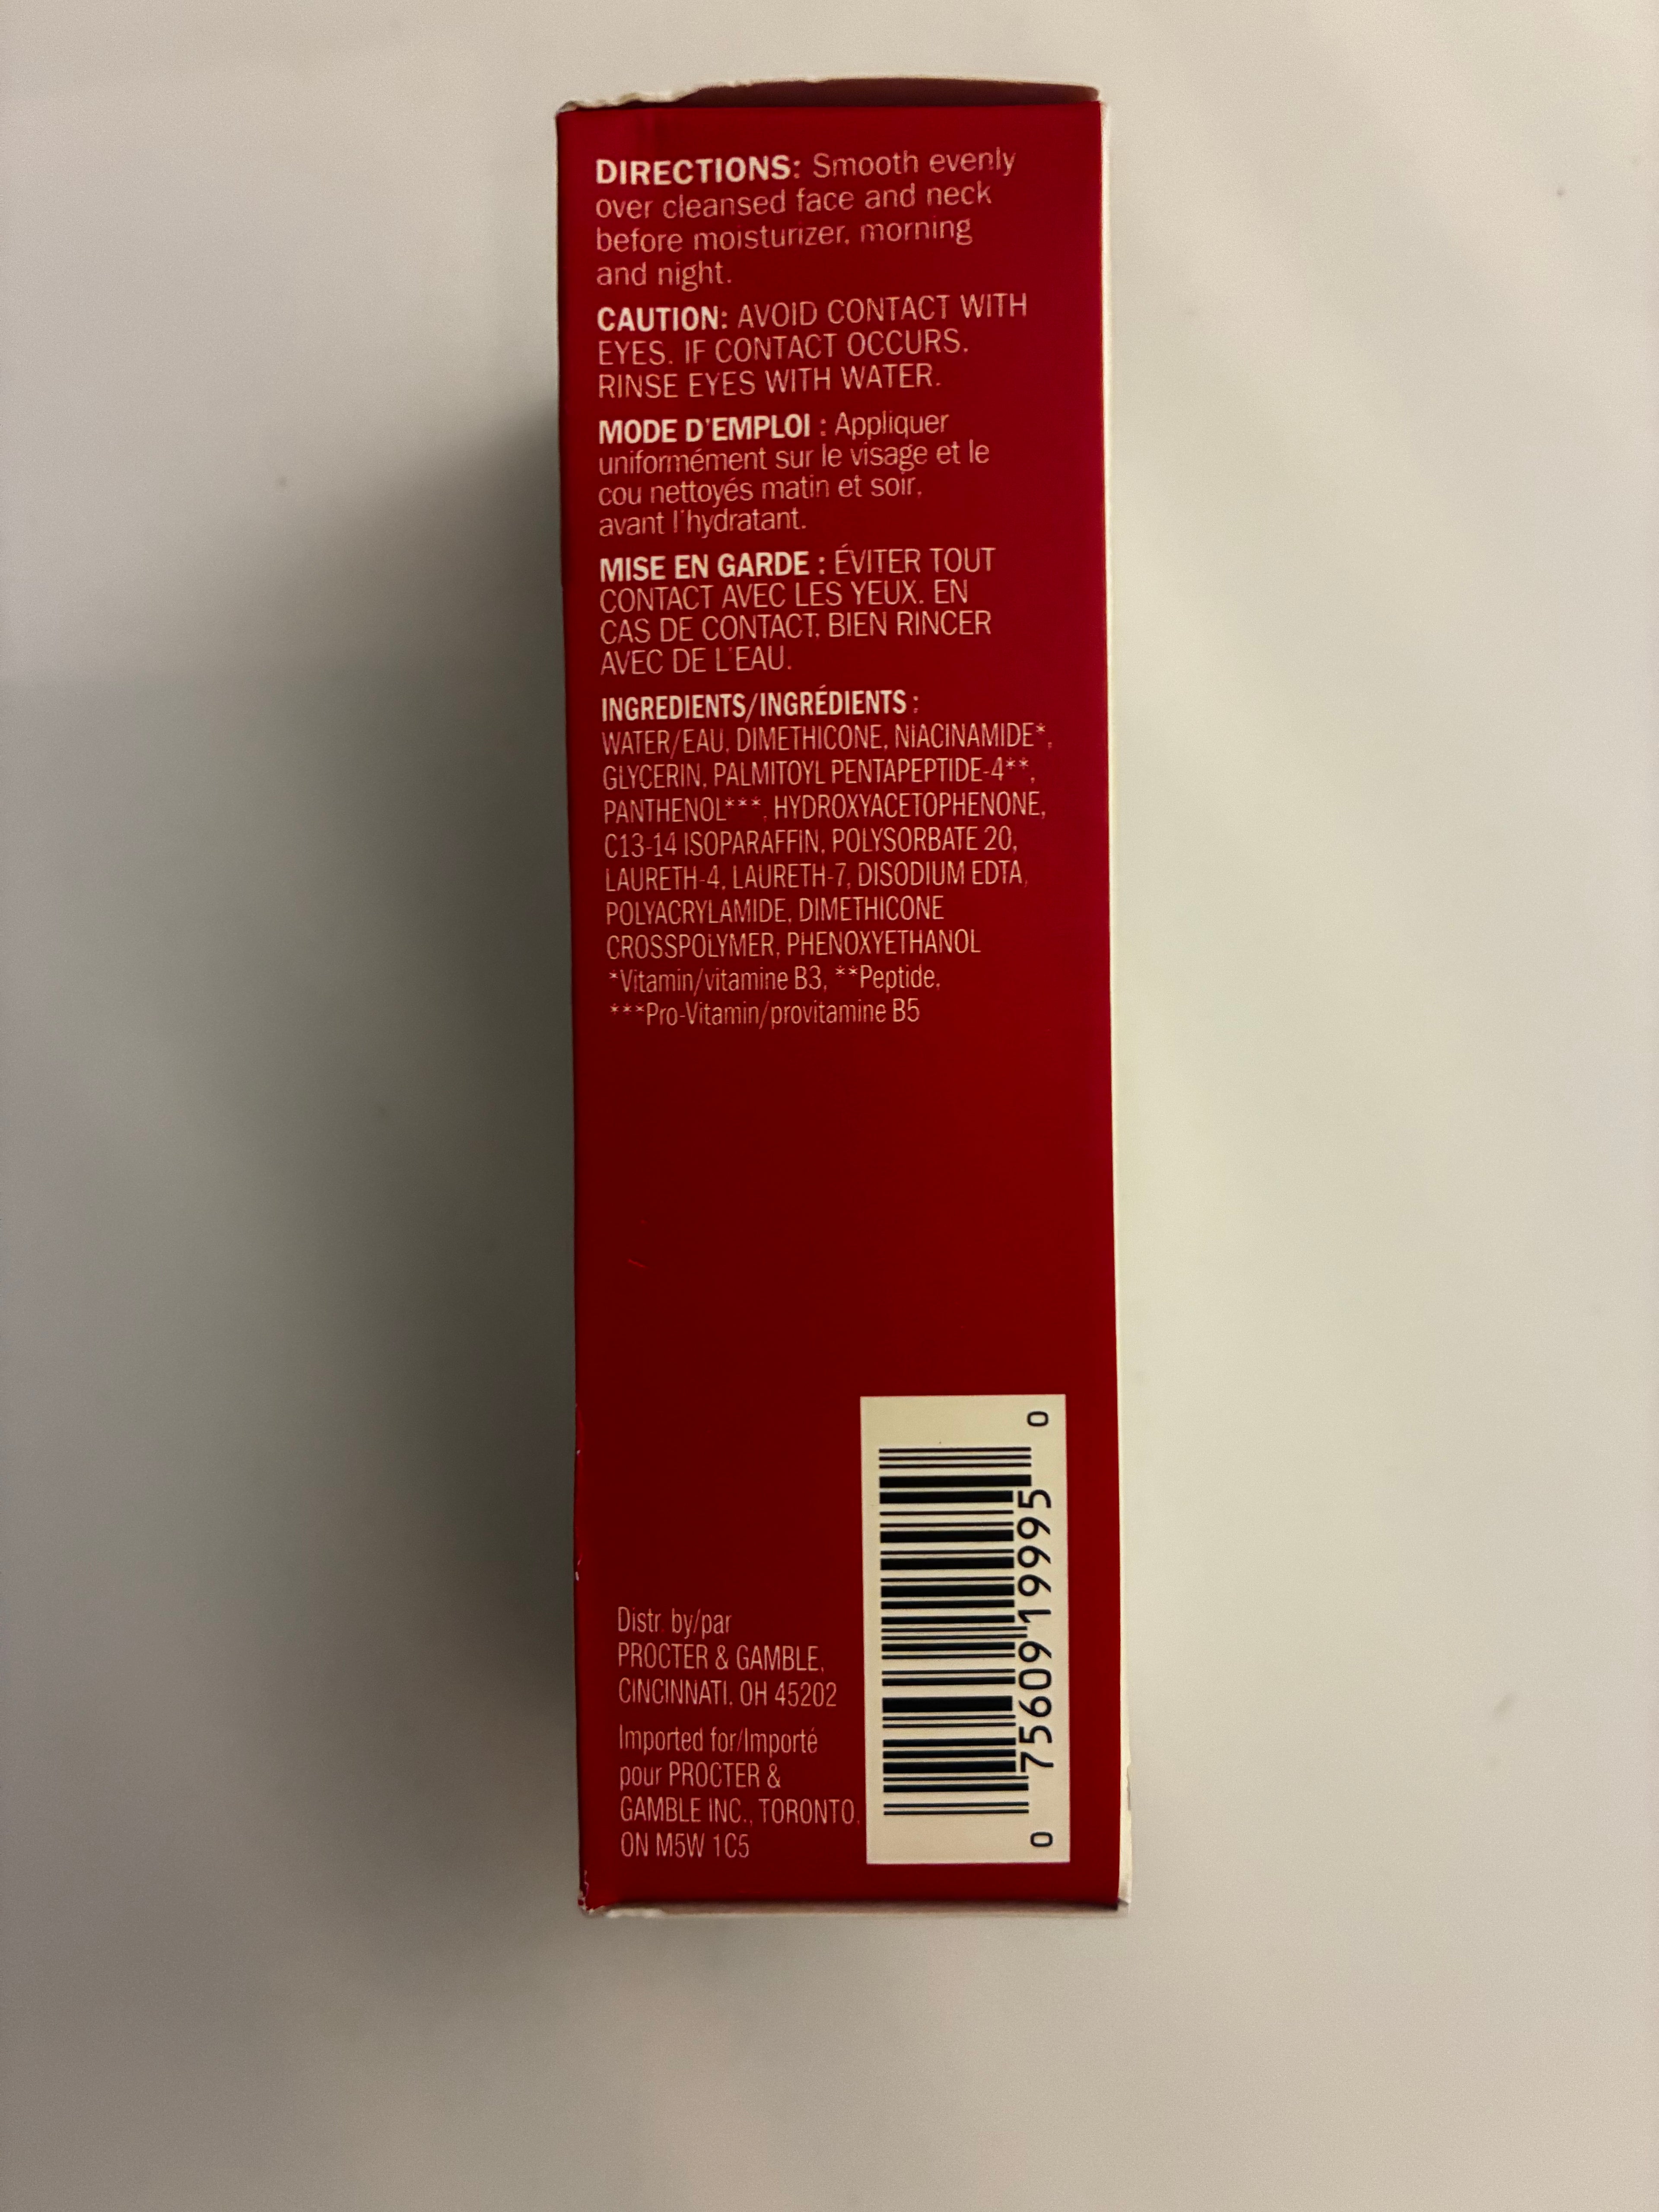 DIRECTIONS: Smooth evenly
over cleansed face and neck
before moisturizer, morning
and night.
CAUTION: AVOID CONTACT WITH
EYES. IF CONTACT OCCURS,
RINSE EYES WITH WATER.
MODE D'EMPLOI : Appliquer
uniformément sur le visage et le
cou nettoyés matin et soir,
avant l'hydratant.
MISE EN GARDE : ÉVITER TOUT
CONTACT AVEC LES YEUX. EN
CAS DE CONTACT, BIEN RINCER
AVEC DE L'EAU.
INGREDIENTS/INGRÉDIENTS :
WATER/EAU, DIMETHICONE, NIACINAMIDE*,
GLYCERIN, PALMITOYL PENTAPEPTIDE-4**,
PANTHENOL***, HYDROXYACETOPHENONE,
C13-14 ISOPARAFFIN, POLYSORBATE 20,
LAURETH-4, LAURETH-7, DISODIUM EDTA,
POLYACRYLAMIDE, DIMETHICONE
CROSSPOLYMER, PHENOXYETHANOL
*Vitamin/vitamine B3, **Peptide,
***Pro-Vitamin/provitamine B5
Distr. by/par
PROCTER & GAMBLE,
CINCINNATI, OH 45202
Imported for/Importé
pour PROCTER &
GAMBLE INC., TORONTO,
ON M5W 1C5
0 75609 19995 0